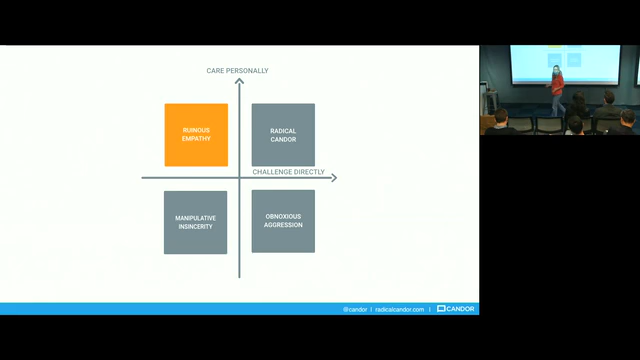 CARE PERSONALLY
RUINOUS
EMPATHY
RADICAL
CANDOR
CHALLENGE DIRECTLY
MANIPULATIVE
INSINCERITY
OBNOXIOUS
AGGRESSION
@candor | radicalcandor.com | CANDOR